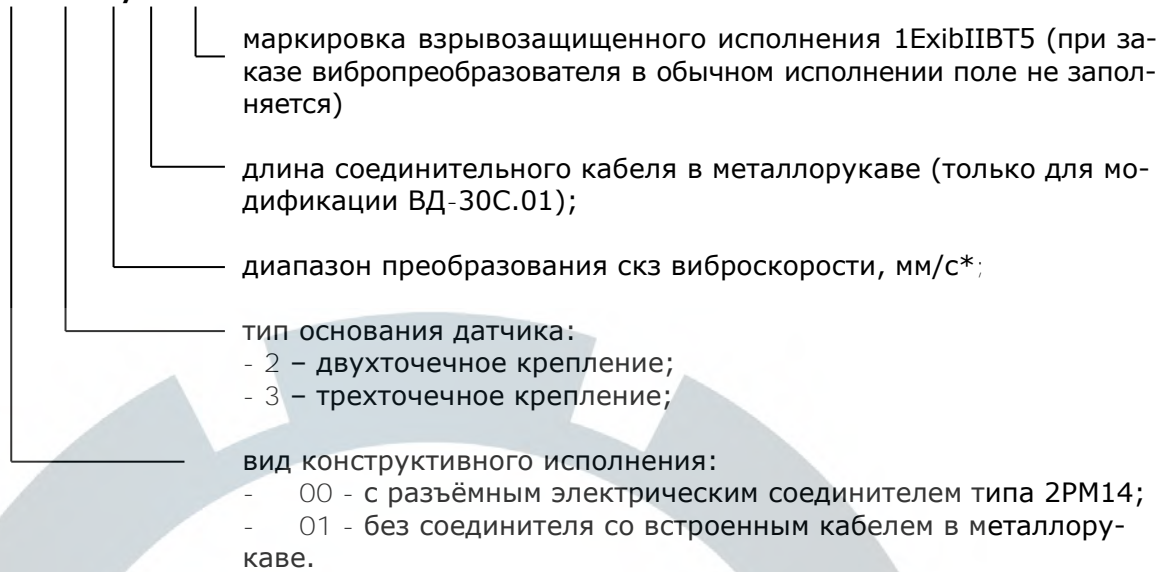 маркировка взрывозащищенного исполнения 1ExibIIBT5 (при за-
казе вибропреобразователя в обычном исполнении поле не запол-
няется)
длина соединительного кабеля в металлорукаве (только для мо-
дификации ВД-30С.01);
диапазон преобразования скз виброскорости, мм/с*;
тип основания датчика:
- 2 – двухточечное крепление;
- 3 – трехточечное крепление;
вид конструктивного исполнения:
- 00 - с разъёмным электрическим соединителем типа 2РМ14;
- 01 - без соединителя со встроенным кабелем в металлору-
каве.